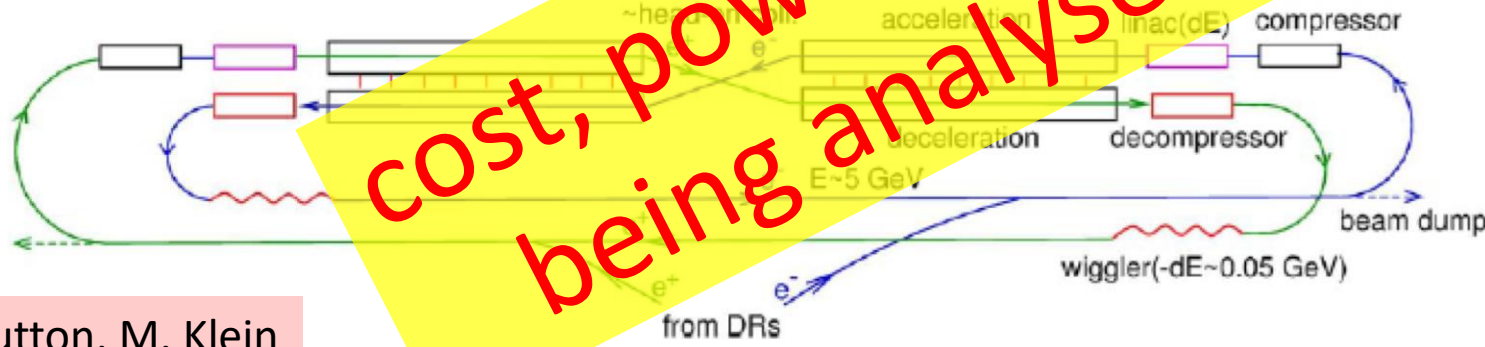 acceleration linac(dE) compressor
e⁺ e⁻
cost, pow
being analyse
deceleration decompressor
E~5 GeV
beam dump
wiggler(-dE~0.05 GeV)
e⁺ e⁻
from DRs
utton, M. Klein